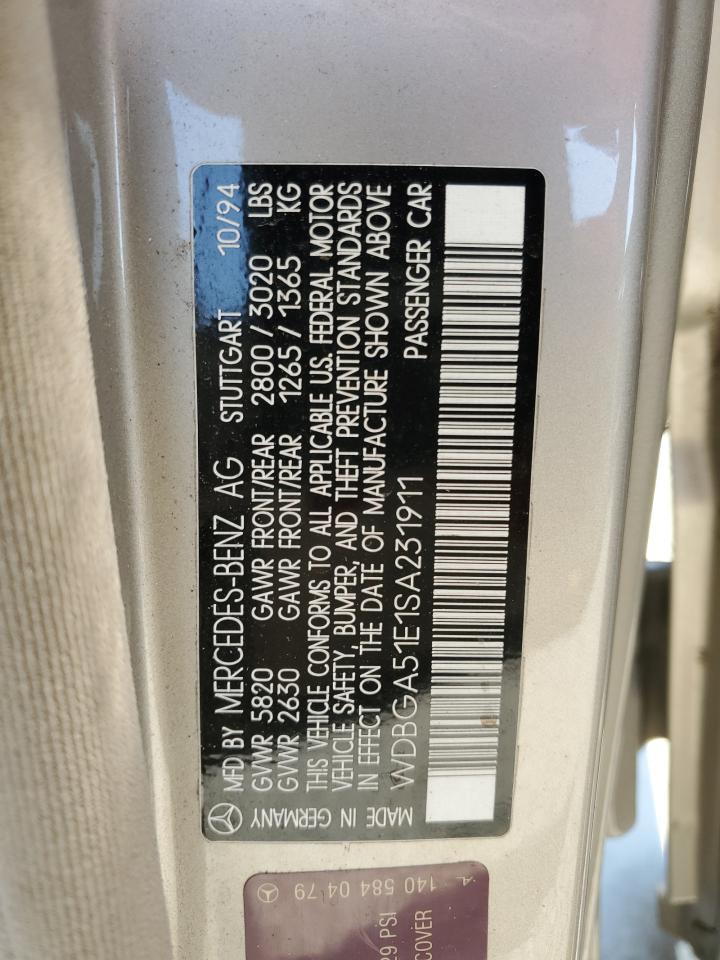 MFD BY MERCEDES-BENZ AG STUTTGART 10/94
GVWR 5820 GAWR FRONT/REAR 2800 / 3020 LBS
GVWR 2630 GAWR FRONT/REAR 1265 / 1365 KG
THIS VEHICLE CONFORMS TO ALL APPLICABLE U.S. FEDERAL MOTOR
VEHICLE SAFETY, BUMPER, AND THEFT PREVENTION STANDARDS
IN EFFECT ON THE DATE OF MANUFACTURE SHOWN ABOVE
WDBGA51E1SA231911 PASSENGER CAR
MADE IN GERMANY
140 584 04 79
29 PSI
COVER